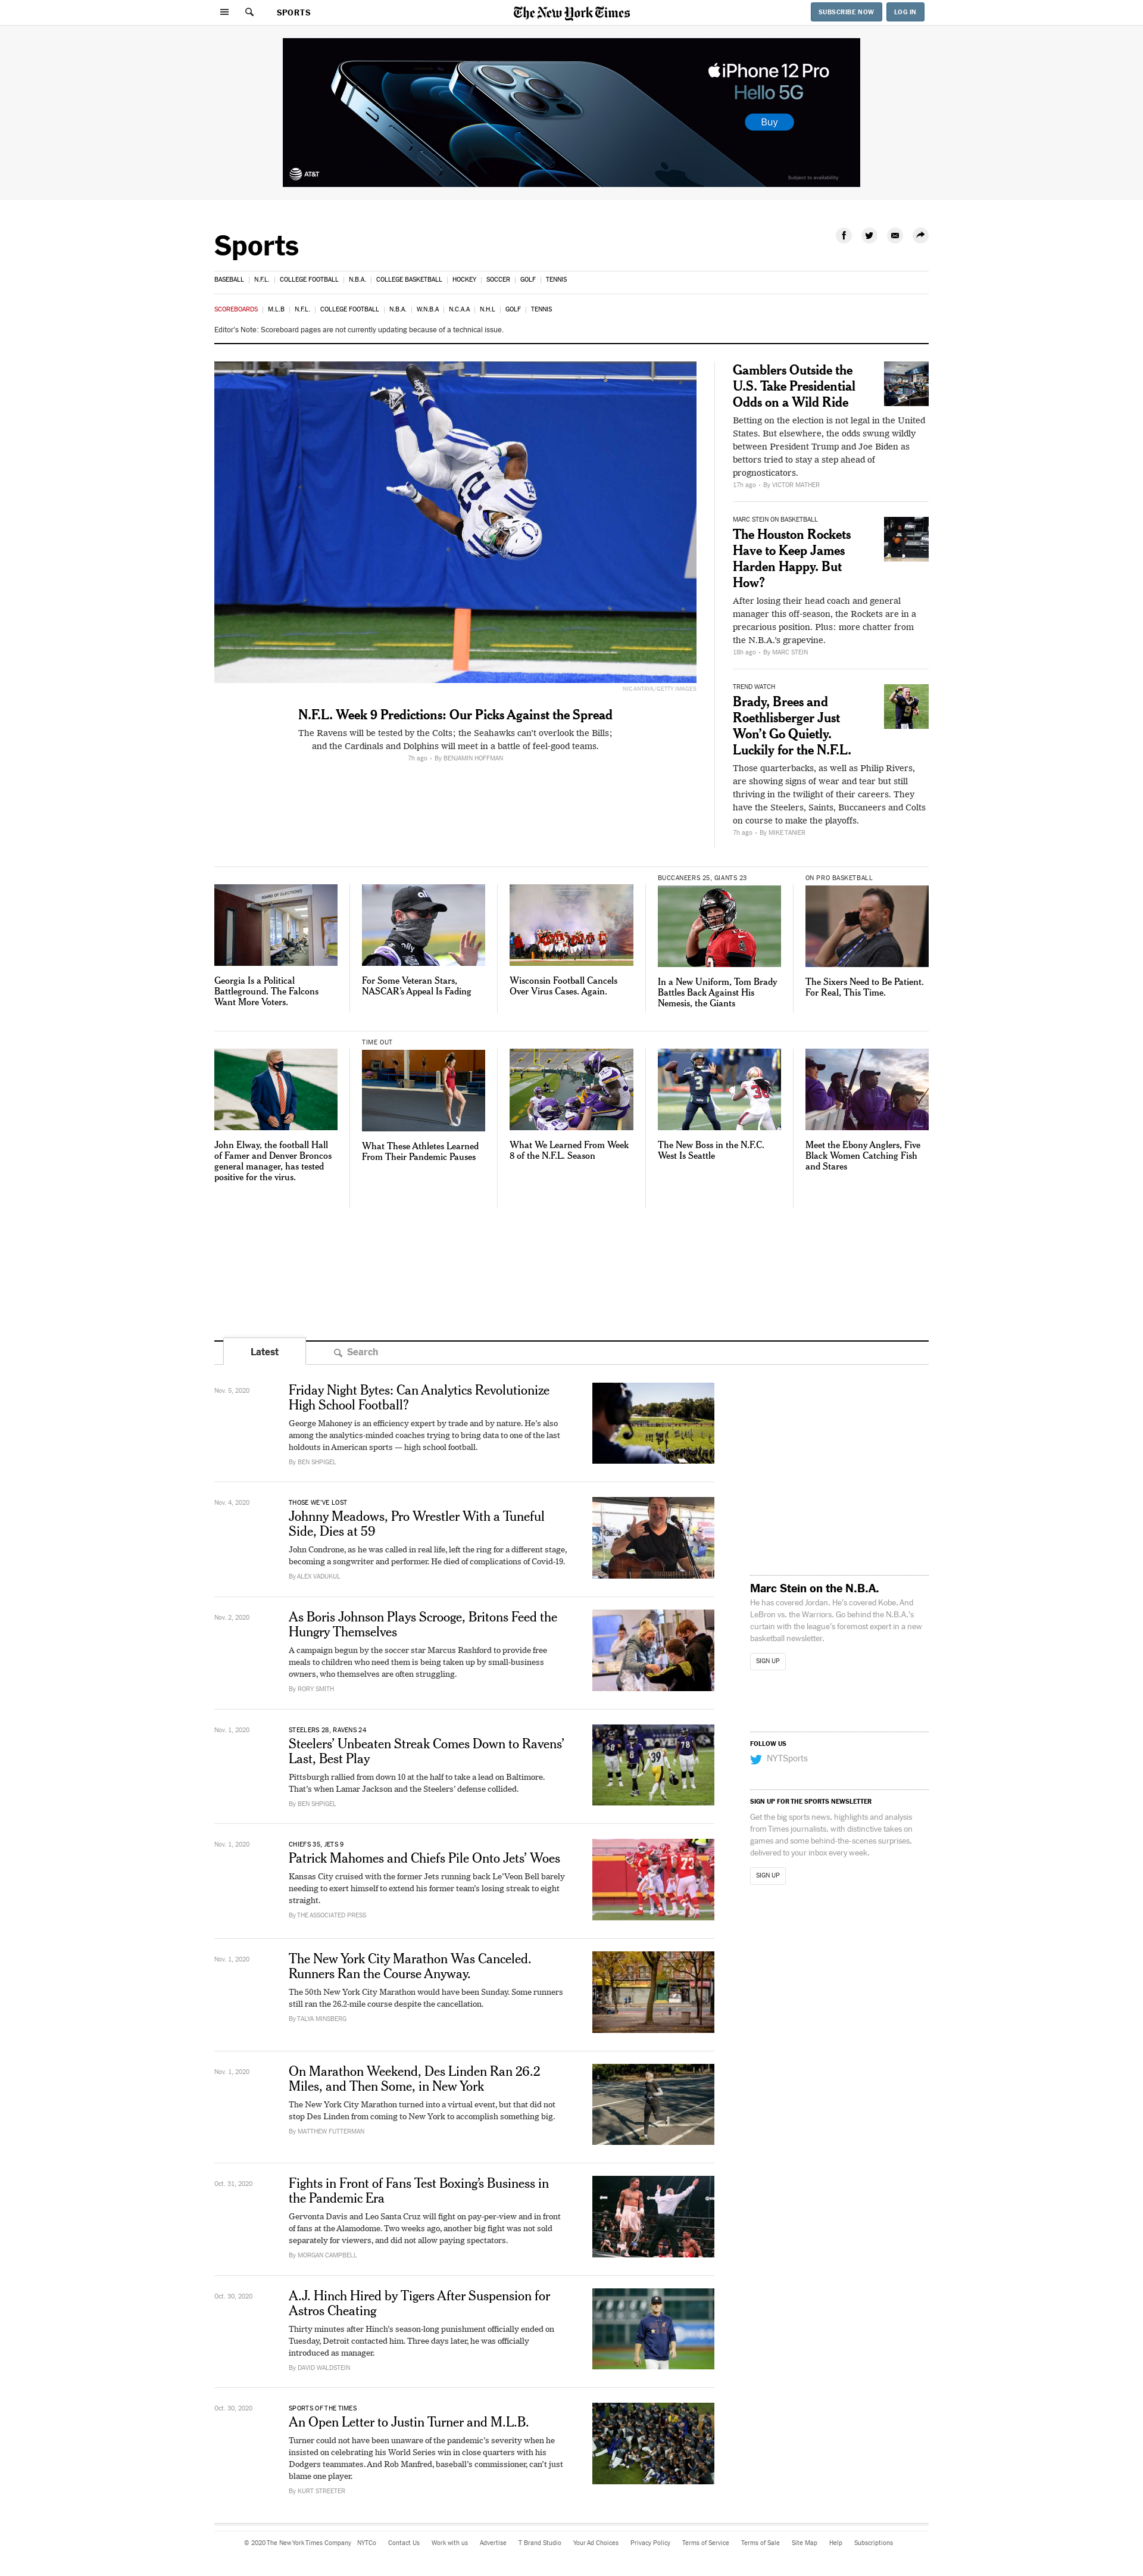 SPORTS
The New York Times
SUBSCRIBE NOW
LOG IN
iPhone 12 Pro
Hello 5G
Buy
AT&T
Subject to availability.
Sports
BASEBALL | N.F.L. | COLLEGE FOOTBALL | N.B.A. | COLLEGE BASKETBALL | HOCKEY | SOCCER | GOLF | TENNIS
SCOREBOARDS | M.L.B | N.F.L. | COLLEGE FOOTBALL | N.B.A. | W.N.B.A | N.C.A.A | N.H.L | GOLF | TENNIS
Editor's Note: Scoreboard pages are not currently updating because of a technical issue.
NIC ANTAYA/GETTY IMAGES
N.F.L. Week 9 Predictions: Our Picks Against the Spread
The Ravens will be tested by the Colts; the Seahawks can't overlook the Bills;
and the Cardinals and Dolphins will meet in a battle of feel-good teams.
7h ago • By BENJAMIN HOFFMAN
Gamblers Outside the
U.S. Take Presidential
Odds on a Wild Ride
Betting on the election is not legal in the United
States. But elsewhere, the odds swung wildly
between President Trump and Joe Biden as
bettors tried to stay a step ahead of
prognosticators.
17h ago • By VICTOR MATHER
MARC STEIN ON BASKETBALL
The Houston Rockets
Have to Keep James
Harden Happy. But
How?
After losing their head coach and general
manager this off-season, the Rockets are in a
precarious position. Plus: more chatter from
the N.B.A.'s grapevine.
18h ago • By MARC STEIN
TREND WATCH
Brady, Brees and
Roethlisberger Just
Won't Go Quietly.
Luckily for the N.F.L.
Those quarterbacks, as well as Philip Rivers,
are showing signs of wear and tear but still
thriving in the twilight of their careers. They
have the Steelers, Saints, Buccaneers and Colts
on course to make the playoffs.
7h ago • By MIKE TANIER
BOARD OF ELECTIONS
Georgia Is a Political
Battleground. The Falcons
Want More Voters.
ally
ally
For Some Veteran Stars,
NASCAR's Appeal Is Fading
Wisconsin Football Cancels
Over Virus Cases. Again.
BUCCANEERS 25, GIANTS 23
In a New Uniform, Tom Brady
Battles Back Against His
Nemesis, the Giants
ON PRO BASKETBALL
The Sixers Need to Be Patient.
For Real, This Time.
John Elway, the football Hall
of Famer and Denver Broncos
general manager, has tested
positive for the virus.
TIME OUT
What These Athletes Learned
From Their Pandemic Pauses
What We Learned From Week
8 of the N.F.L. Season
3
The New Boss in the N.F.C.
West Is Seattle
Meet the Ebony Anglers, Five
Black Women Catching Fish
and Stares
Latest
Search
Nov. 5, 2020
Friday Night Bytes: Can Analytics Revolutionize
High School Football?
George Mahoney is an efficiency expert by trade and by nature. He's also
among the analytics-minded coaches trying to bring data to one of the last
holdouts in American sports — high school football.
By BEN SHPIGEL
Nov. 4, 2020
THOSE WE'VE LOST
Johnny Meadows, Pro Wrestler With a Tuneful
Side, Dies at 59
John Condrone, as he was called in real life, left the ring for a different stage,
becoming a songwriter and performer. He died of complications of Covid-19.
By ALEX VADUKUL
Nov. 2, 2020
As Boris Johnson Plays Scrooge, Britons Feed the
Hungry Themselves
A campaign begun by the soccer star Marcus Rashford to provide free
meals to children who need them is being taken up by small-business
owners, who themselves are often struggling.
By RORY SMITH
Nov. 1, 2020
STEELERS 28, RAVENS 24
Steelers' Unbeaten Streak Comes Down to Ravens'
Last, Best Play
Pittsburgh rallied from down 10 at the half to take a lead on Baltimore.
That's when Lamar Jackson and the Steelers' defense collided.
By BEN SHPIGEL
Nov. 1, 2020
CHIEFS 35, JETS 9
Patrick Mahomes and Chiefs Pile Onto Jets' Woes
Kansas City cruised with the former Jets running back Le'Veon Bell barely
needing to exert himself to extend his former team's losing streak to eight
straight.
By THE ASSOCIATED PRESS
73
Nov. 1, 2020
The New York City Marathon Was Canceled.
Runners Ran the Course Anyway.
The 50th New York City Marathon would have been Sunday. Some runners
still ran the 26.2-mile course despite the cancellation.
By TALYA MINSBERG
Nov. 1, 2020
On Marathon Weekend, Des Linden Ran 26.2
Miles, and Then Some, in New York
The New York City Marathon turned into a virtual event, but that did not
stop Des Linden from coming to New York to accomplish something big.
By MATTHEW FUTTERMAN
Oct. 31, 2020
Fights in Front of Fans Test Boxing's Business in
the Pandemic Era
Gervonta Davis and Leo Santa Cruz will fight on pay-per-view and in front
of fans at the Alamodome. Two weeks ago, another big fight was not sold
separately for viewers, and did not allow paying spectators.
By MORGAN CAMPBELL
Oct. 30, 2020
A.J. Hinch Hired by Tigers After Suspension for
Astros Cheating
Thirty minutes after Hinch's season-long punishment officially ended on
Tuesday, Detroit contacted him. Three days later, he was officially
introduced as manager.
By DAVID WALDSTEIN
Oct. 30, 2020
SPORTS OF THE TIMES
An Open Letter to Justin Turner and M.L.B.
Turner could not have been unaware of the pandemic's severity when he
insisted on celebrating his World Series win in close quarters with his
Dodgers teammates. And Rob Manfred, baseball's commissioner, can't just
blame one player.
By KURT STREETER
Marc Stein on the N.B.A.
He has covered Jordan. He's covered Kobe. And
LeBron vs. the Warriors. Go behind the N.B.A.'s
curtain with the league's foremost expert in a new
basketball newsletter.
SIGN UP
FOLLOW US
NYTSports
SIGN UP FOR THE SPORTS NEWSLETTER
Get the big sports news, highlights and analysis
from Times journalists, with distinctive takes on
games and some behind-the-scenes surprises,
delivered to your inbox every week.
SIGN UP
© 2020 The New York Times Company NYTCo Contact Us Work with us Advertise T Brand Studio Your Ad Choices Privacy Policy Terms of Service Terms of Sale Site Map Help Subscriptions